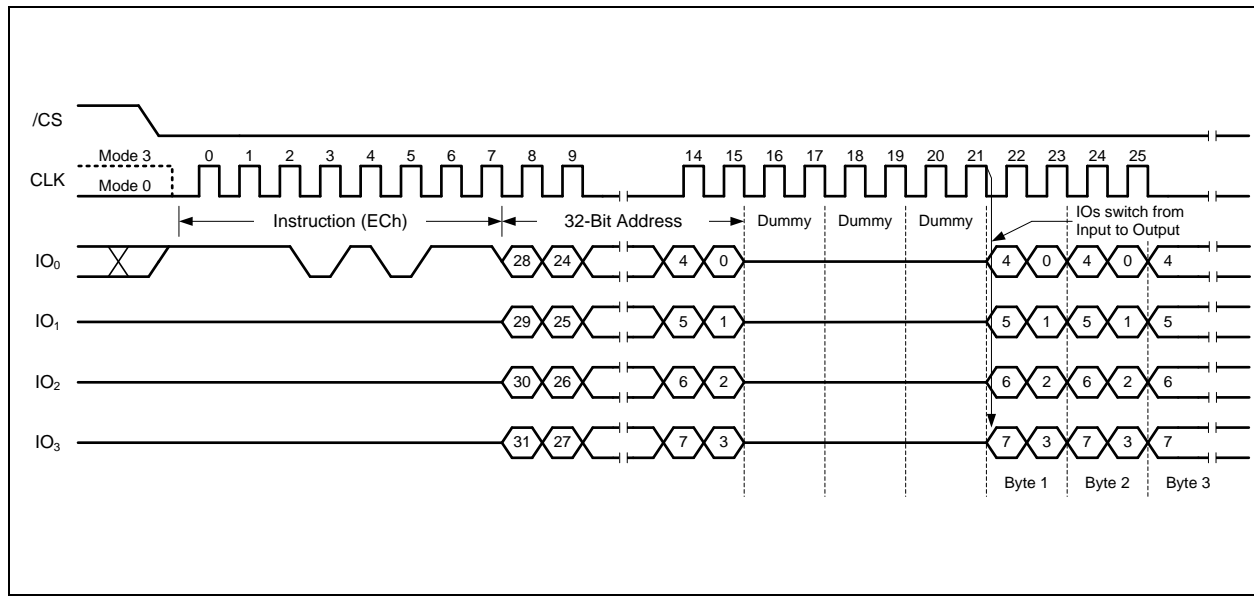 /CS
Mode 3
0 1 2 3 4 5 6 7 8 9 14 15 16 17 18 19 20 21 22 23 24 25
CLK
Mode 0
Instruction (ECh) 32-Bit Address Dummy Dummy Dummy IOs switch from
Input to Output
IO₀ 28 24 4 0 4 0 4 0 4
IO₁ 29 25 5 1 5 1 5 1 5
IO₂ 30 26 6 2 6 2 6 2 6
IO₃ 31 27 7 3 7 3 7 3 7
Byte 1 Byte 2 Byte 3